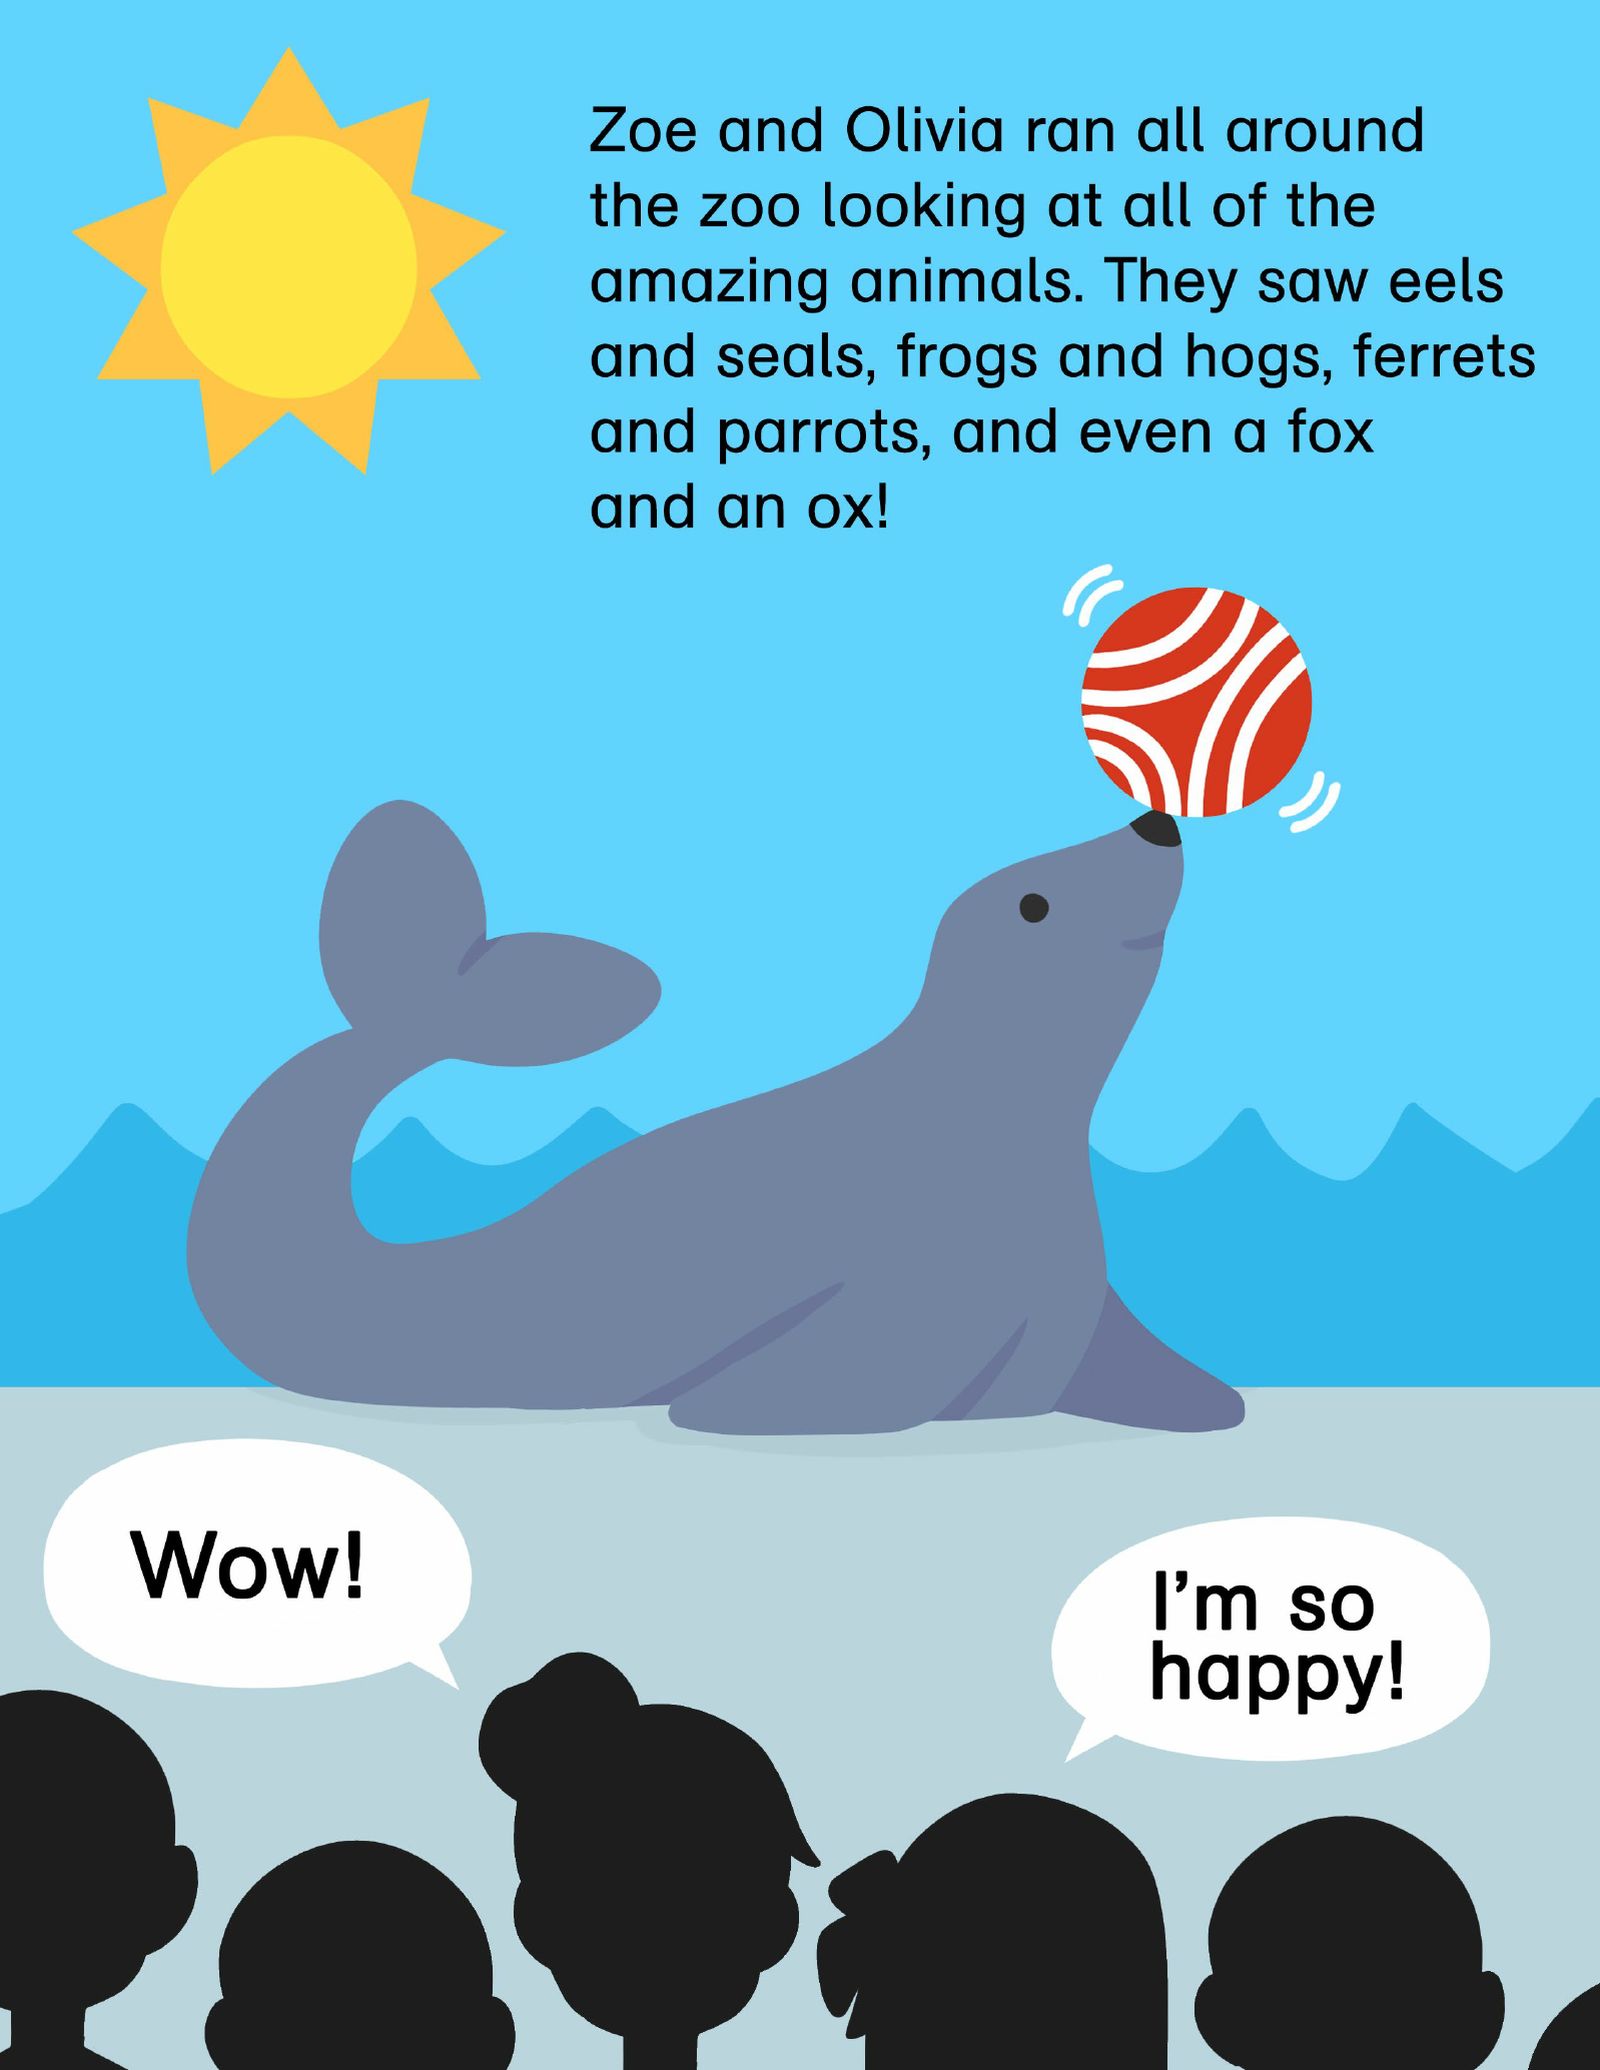 Zoe and Olivia ran all around
the zoo looking at all of the
amazing animals. They saw eels
and seals, frogs and hogs, ferrets
and parrots, and even a fox
and an ox!
Wow!
I'm so
happy!